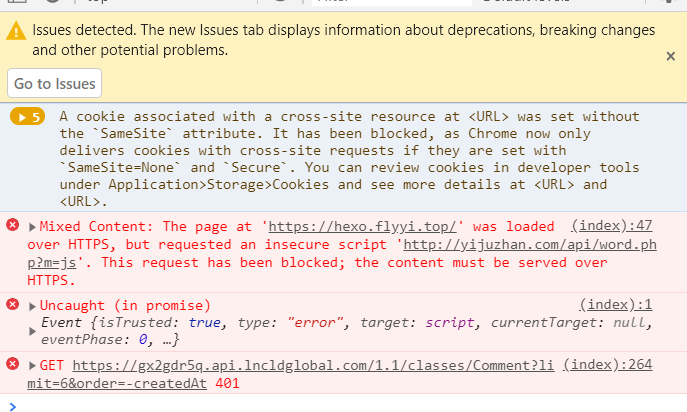 top
Filter
Default levels
Issues detected. The new Issues tab displays information about deprecations, breaking changes
and other potential problems.
Go to Issues
5 A cookie associated with a cross-site resource at <URL> was set without
the `SameSite` attribute. It has been blocked, as Chrome now only
delivers cookies with cross-site requests if they are set with
`SameSite=None` and `Secure`. You can review cookies in developer tools
under Application>Storage>Cookies and see more details at <URL> and
<URL>.
Mixed Content: The page at 'https://hexo.flyyi.top/' was loaded (index):47
over HTTPS, but requested an insecure script 'http://yijuzhan.com/api/word.ph
p?m=js'. This request has been blocked; the content must be served over
HTTPS.
Uncaught (in promise) (index):1
Event {isTrusted: true, type: "error", target: script, currentTarget: null,
eventPhase: 0, …}
GET https://gx2gdr5q.api.lncldglobal.com/1.1/classes/Comment?li (index):264
mit=6&order=-createdAt 401